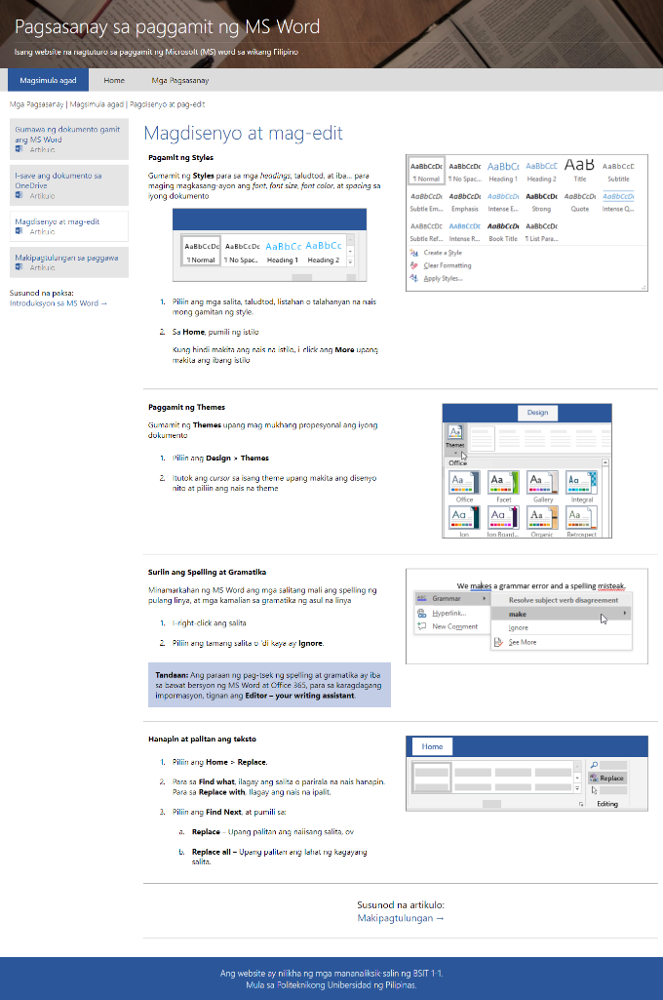 Pagsasanay sa paggamit ng MS Word
Isang website na nagtuturo sa paggamit ng Microsoft (MS) word sa wikang Filipino
Magsimula agad
Home
Mga Pagsasanay
Mga Pagsasanay | Magsimula agad | Pagdisenyo at pag-edit
Gumawa ng dokumento gamit
ang MS Word
Artikulo
I-save ang dokumento sa
OneDrive
Artikulo
Magdisenyo at mag-edit
Artikulo
Makipagtulungan sa paggawa
Artikulo
Susunod na paksa:
Introduksyon sa MS Word →
Magdisenyo at mag-edit
Pagamit ng Styles
Gumamit ng Styles para sa mga headings, taludtod, at iba... para
maging magkasang-ayon ang font, font size, font color, at spacing sa
iyong dokumento
AaBbCcDc AaBbCcDc AaBbCc AaBbCc
¶ Normal ¶ No Spac... Heading 1 Heading 2
1. Piliin ang mga salita, taludtod, listahan o talahanyan na nais
mong gamitan ng style.
2. Sa Home, pumili ng istilo
Kung hindi makita ang nais na istilo, i-click ang More upang
makita ang ibang istilo
AaBbCcDc AaBbCcDc AaBbCc AaBbCcC AaB AaBbCcC
¶ Normal ¶ No Spac... Heading 1 Heading 2 Title Subtitle
AaBbCcDc AaBbCcDc AaBbCcDc AaBbCcDc AaBbCcDc AaBbCcDc
Subtle Em... Emphasis Intense E... Strong Quote Intense Q...
AaBbCcDc AaBbCcDc AaBbCcDc AaBbCcDc
Subtle Ref... Intense R... Book Title ¶ List Para...
Create a Style
Clear Formatting
Apply Styles...
Paggamit ng Themes
Gumamit ng Themes upang mag mukhang propesyonal ang iyong
dokumento
1. Piliin ang Design > Themes
2. Itutok ang cursor sa isang theme upang makita ang disenyo
nito at piliin ang nais na theme
Design
Aa
Themes
Office
Aa Aa Aa Aa
Office Facet Gallery Integral
Aa Aa Aa Aa
Ion Ion Board... Organic Retrospect
Suriin ang Spelling at Gramatika
Minamarkahan ng MS Word ang mga salitang mali ang spelling ng
pulang linya, at mga kamalian sa gramatika ng asul na linya
1. I-right-click ang salita
2. Piliin ang tamang salita o 'di kaya ay Ignore.
Tandaan: Ang paraan ng pag-tsek ng spelling at gramatika ay iba
sa bawat bersyon ng MS Word at Office 365, para sa karagdagang
impormasyon, tignan ang Editor – your writing assistant.
We makes a grammar error and a spelling misteak.
Grammar
Hyperlink...
New Comment
Resolve subject verb disagreement
make
Ignore
See More
Hanapin at palitan ang teksto
1. Piliin ang Home > Replace.
2. Para sa Find what, ilagay ang salita o parirala na nais hanapin.
Para sa Replace with, ilagay ang nais na ipalit.
3. Piliin ang Find Next, at pumili sa:
a. Replace – Upang palitan ang naiisang salita, ov
b. Replace all – Upang palitan ang lahat ng kagayang
salita.
Home
Replace
Editing
Susunod na artikulo:
Makipagtulungan →
Ang website ay niikha ng mga mananaliksik-salin ng BSIT 1-1.
Mula sa Politeknikong Unibersidad ng Pilipinas.